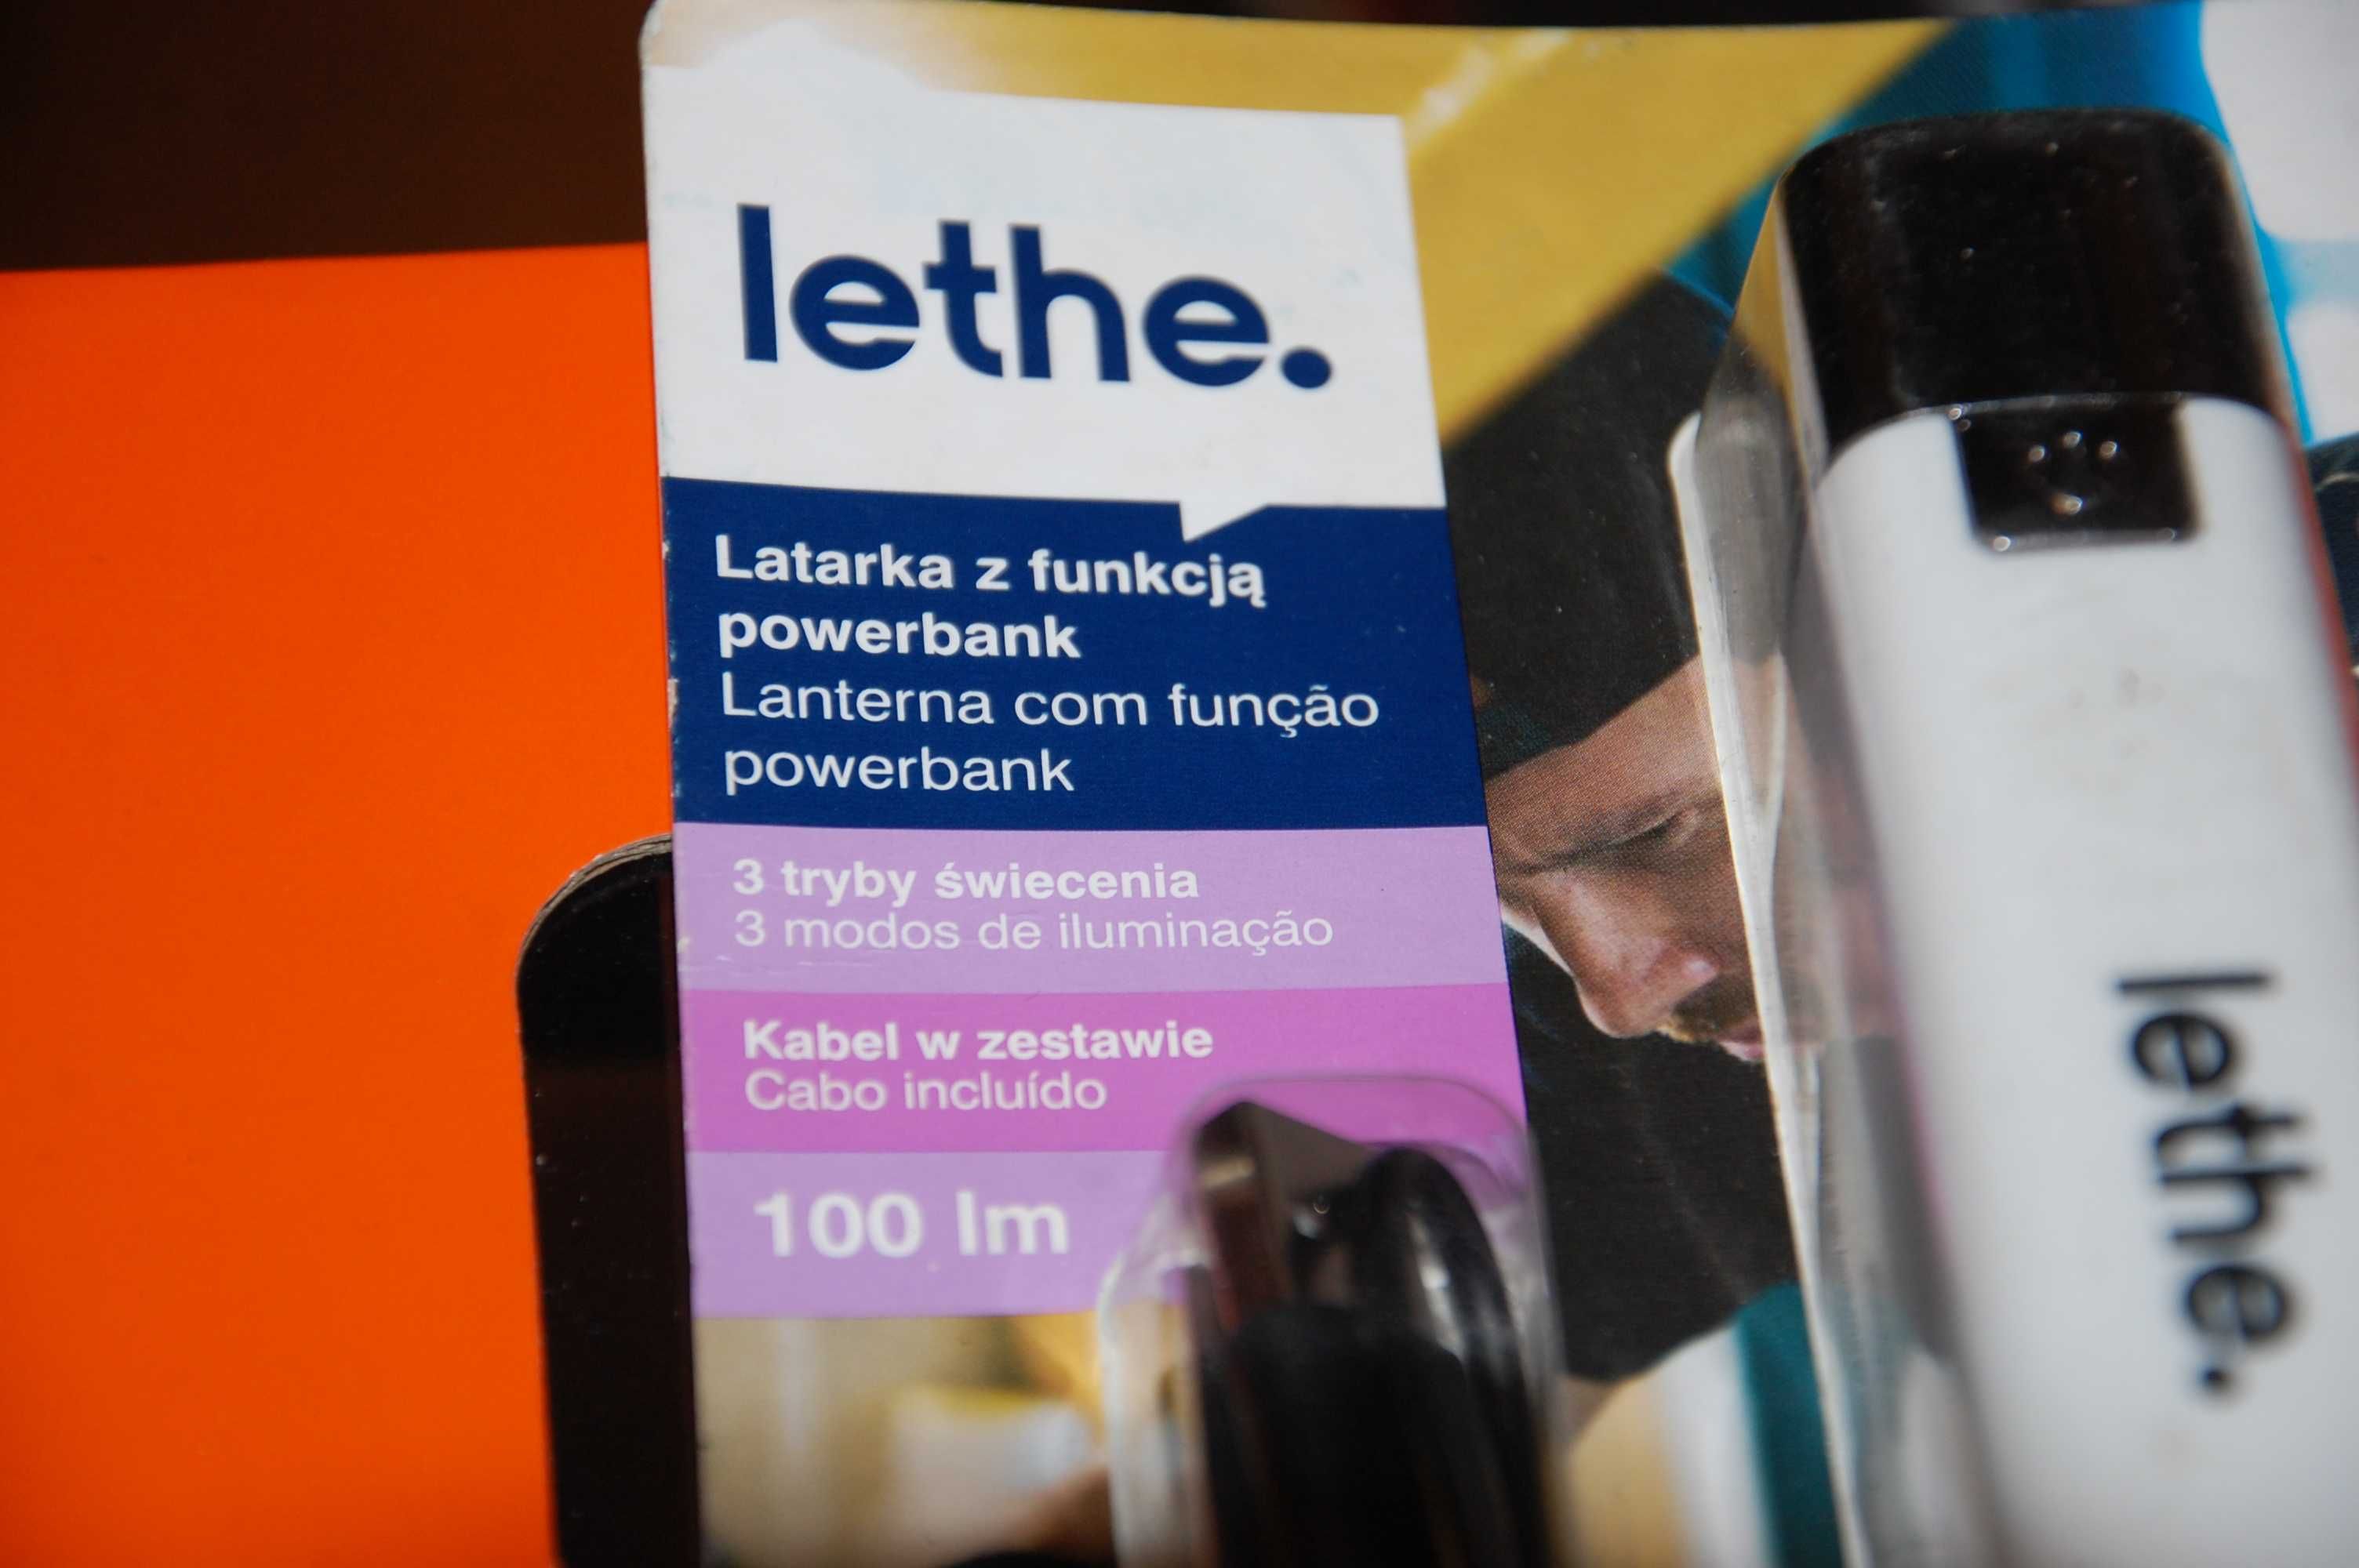 lethe.
Latarka z funkcją
powerbank
Lanterna com função
powerbank
3 tryby świecenia
3 modos de iluminação
Kabel w zestawie
Cabo incluído
100 lm
lethe.